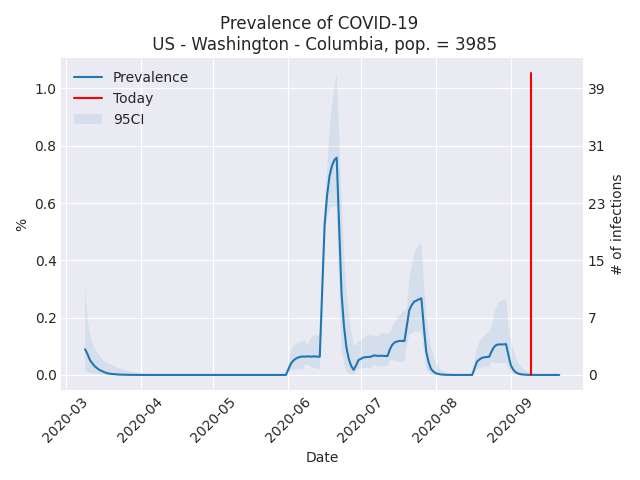 Prevalence of COVID-19
US - Washington - Columbia, pop. = 3985
Prevalence
Today
95CI
1.0
0.8
0.6
0.4
0.2
0.0
%
39
31
23
15
7
0
# of infections
2020-03
2020-04
2020-05
2020-06
2020-07
2020-08
2020-09
Date